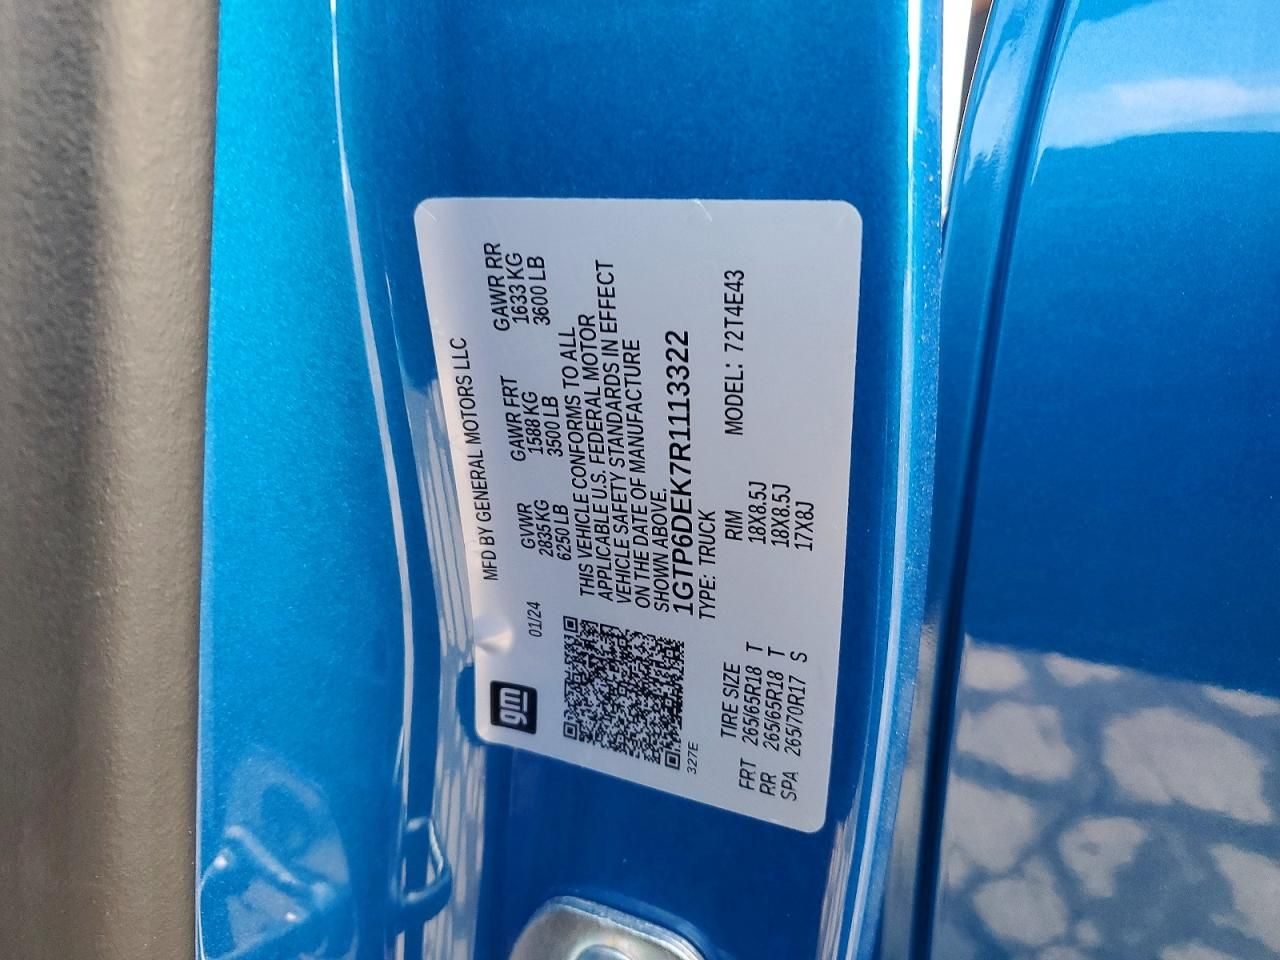 gm
01/24
MFD BY GENERAL MOTORS LLC
GVWR GAWR FRT GAWR RR
2835 KG 1588 KG 1633 KG
6250 LB 3500 LB 3600 LB
THIS VEHICLE CONFORMS TO ALL
APPLICABLE U.S. FEDERAL MOTOR
VEHICLE SAFETY STANDARDS IN EFFECT
ON THE DATE OF MANUFACTURE
SHOWN ABOVE.
1GTP6DEK7R1113322
327E
TYPE: TRUCK
TIRE SIZE RIM MODEL: 72T4E43
FRT 265/65R18 T 18X8.5J
RR 265/65R18 T 18X8.5J
SPA 265/70R17 S 17X8J